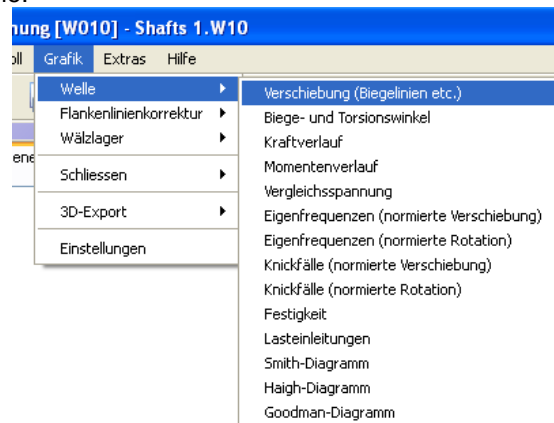 nung [W010] - Shafts 1.W10
oll Grafik Extras Hilfe
Welle
Flankenlinienkorrektur
Wälzlager
Schliessen
3D-Export
Einstellungen
Verschiebung (Biegelinien etc.)
Biege- und Torsionswinkel
Kraftverlauf
Momentenverlauf
Vergleichsspannung
Eigenfrequenzen (normierte Verschiebung)
Eigenfrequenzen (normierte Rotation)
Knickfälle (normierte Verschiebung)
Knickfälle (normierte Rotation)
Festigkeit
Lasteinleitungen
Smith-Diagramm
Haigh-Diagramm
Goodman-Diagramm